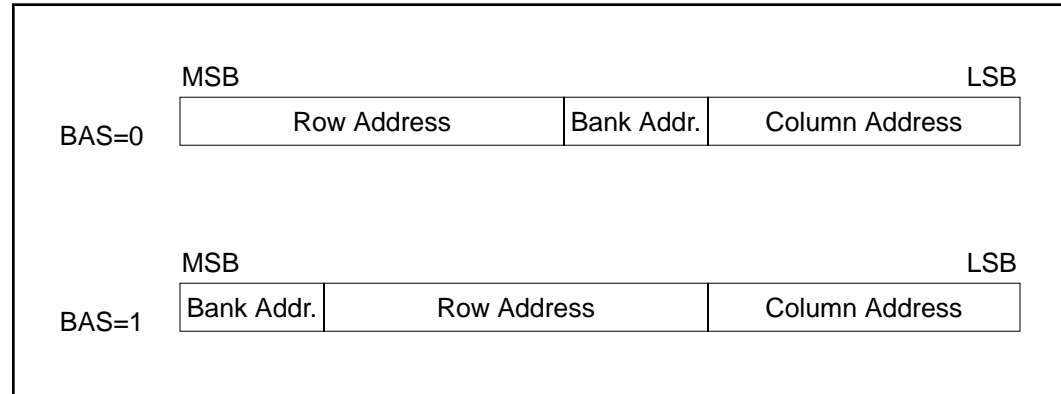 MSB LSB
BAS=0 Row Address Bank Addr. Column Address
MSB LSB
BAS=1 Bank Addr. Row Address Column Address